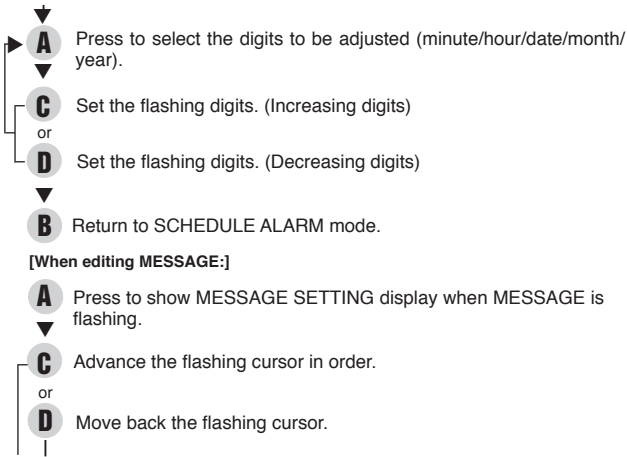 A Press to select the digits to be adjusted (minute/hour/date/month/
year).
C Set the flashing digits. (Increasing digits)
or
D Set the flashing digits. (Decreasing digits)
B Return to SCHEDULE ALARM mode.
[When editing MESSAGE:]
A Press to show MESSAGE SETTING display when MESSAGE is
flashing.
C Advance the flashing cursor in order.
or
D Move back the flashing cursor.